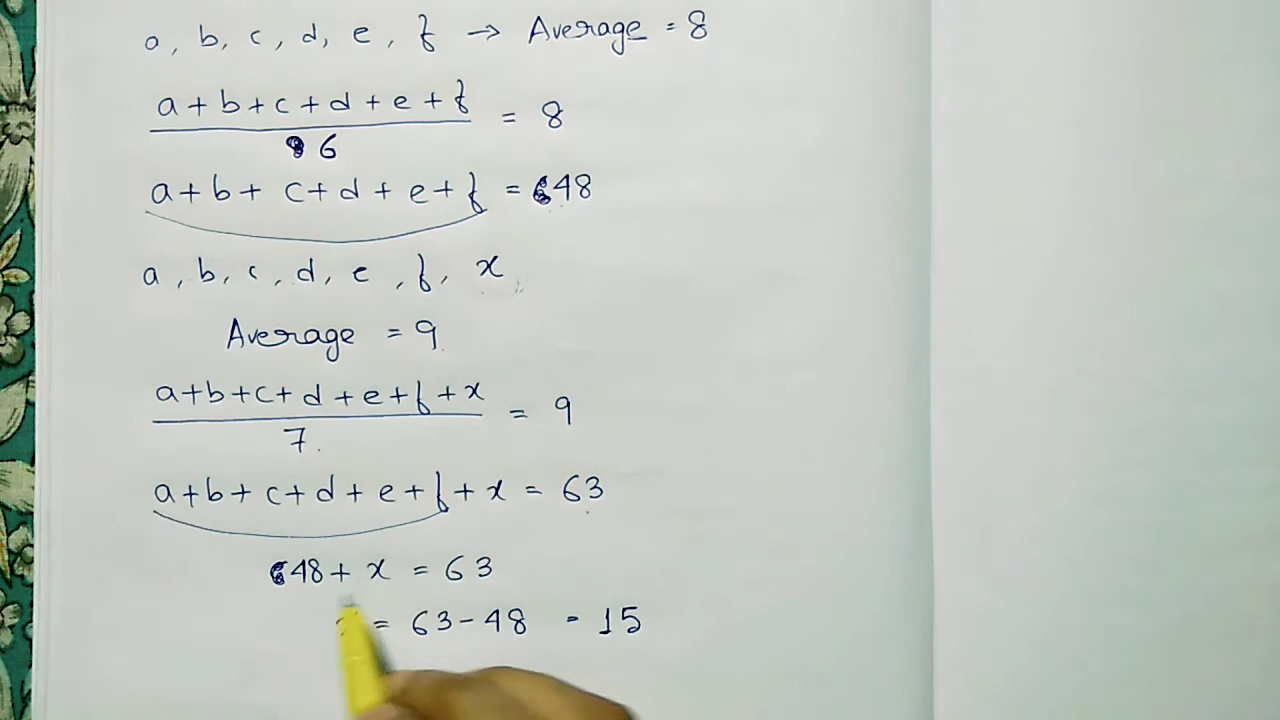 a, b, c, d, e, f → Average = 8
a+b+c+d+e+f = 8
6
a+b+c+d+e+f = 48
a, b, c, d, e, f, x
Average = 9
a+b+c+d+e+f+x = 9
7
a+b+c+d+e+f+x = 63
48+x = 63
= 63-48 = 15